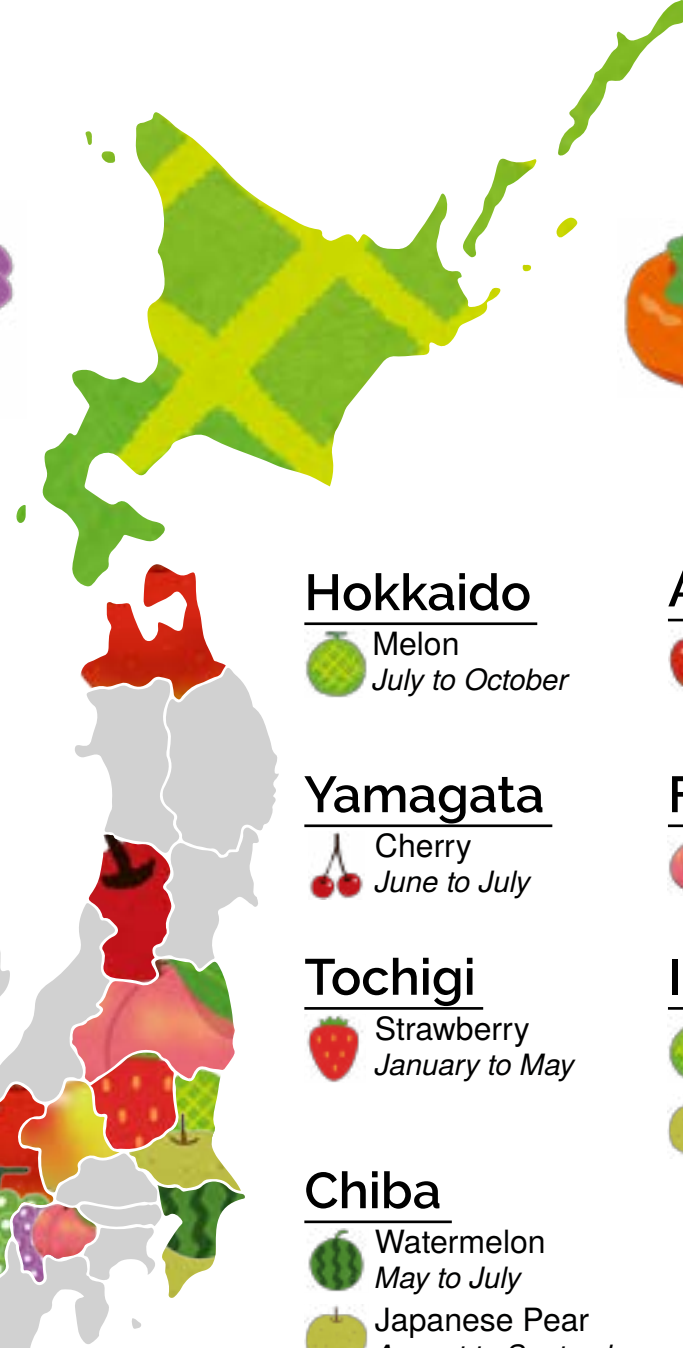 Hokkaido
Melon
July to October
Yamagata
Cherry
June to July
Tochigi
Strawberry
January to May
Chiba
Watermelon
May to July
Japanese Pear